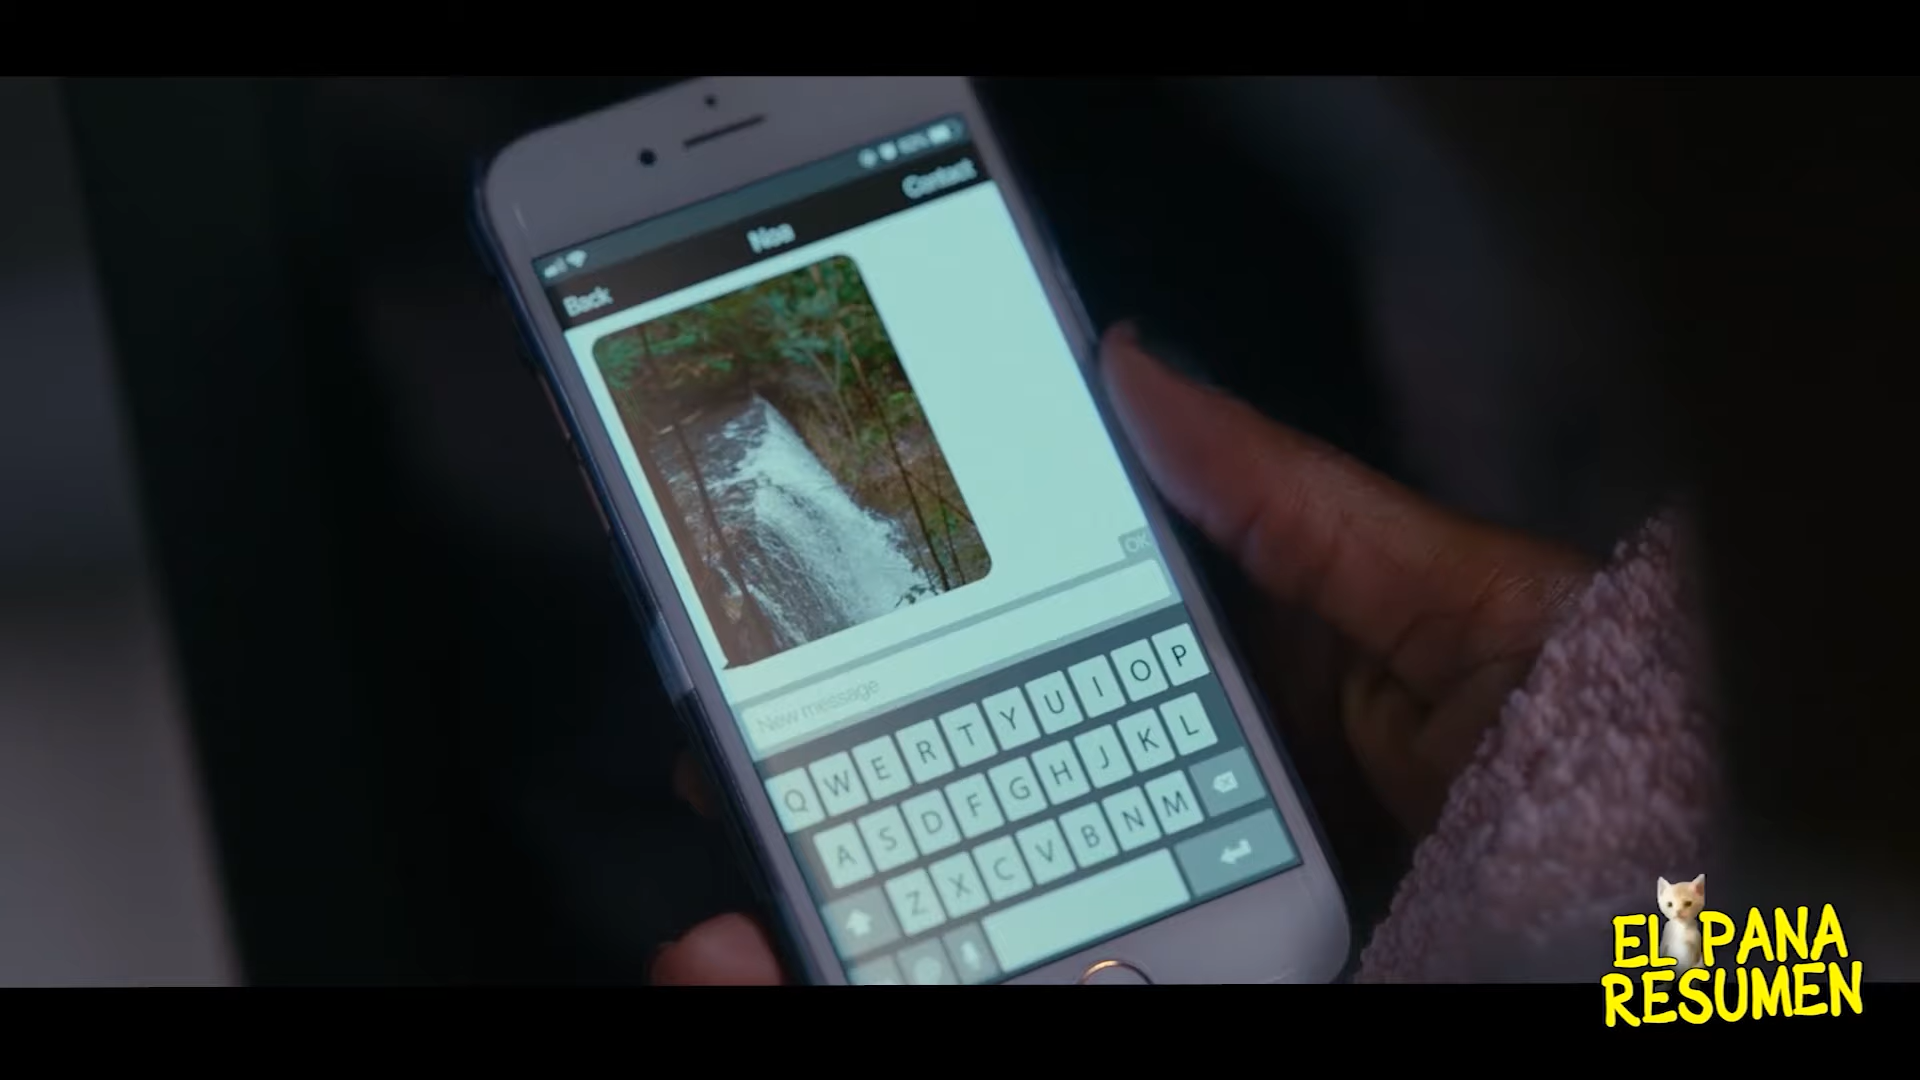 Contact
Noa
Back
OK
New message
Q W E R T Y U I O P
A S D F G H J K L
Z X C V B N M
EL PANA
RESUMEN